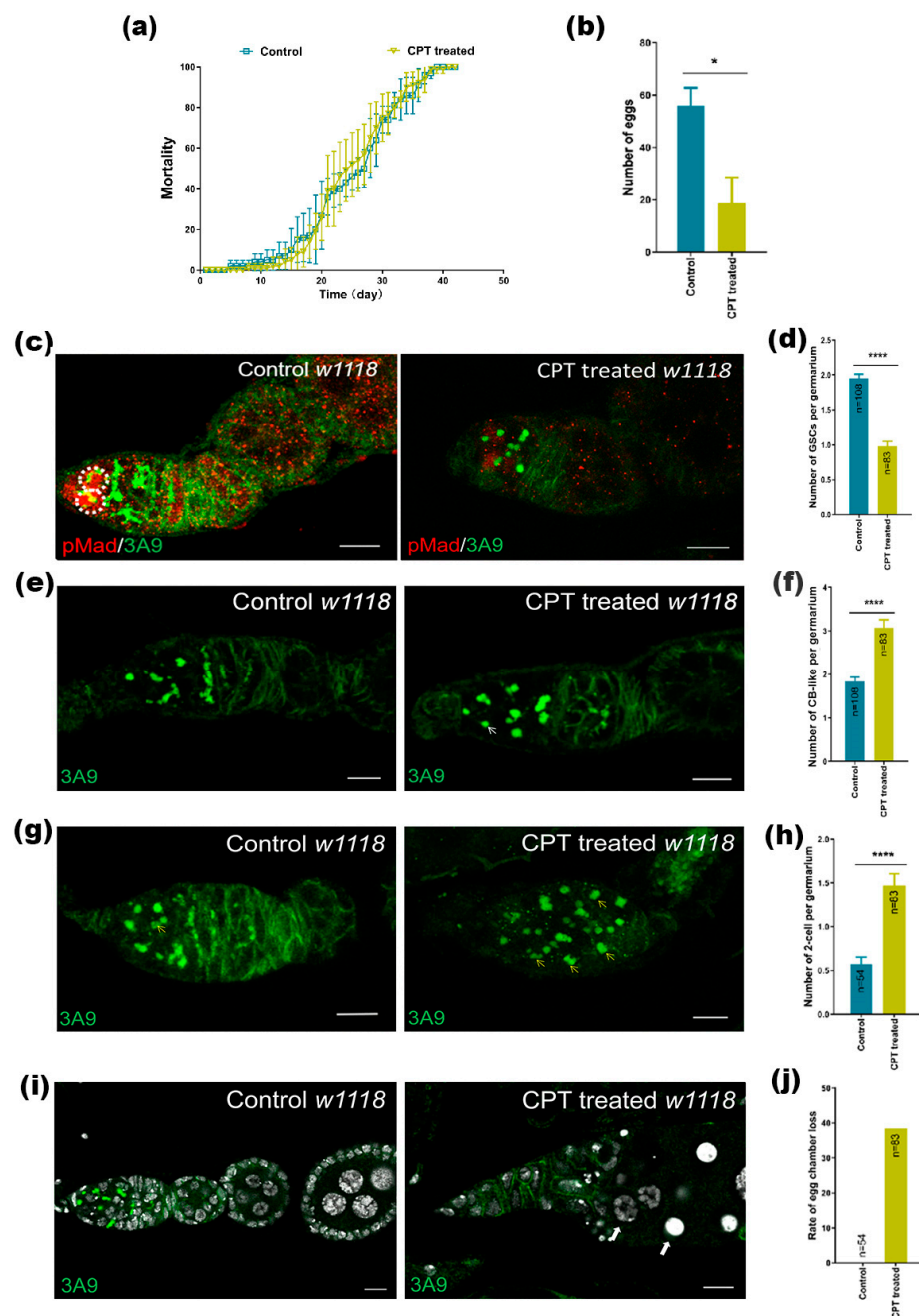 (a)
Control
CPT treated
Mortality
100
80
60
40
20
0
0
10
20
30
40
50
Time (day)
(b)
Number of eggs
80
60
40
20
0
*
Control
CPT treated
(c)
Control w1118
pMad/3A9
CPT treated w1118
pMad/3A9
(d)
Number of GSCs per germarium
2.0
1.5
1.0
0.5
0.0
****
n=108
n=83
Control
CPT treated
(e)
Control w1118
3A9
CPT treated w1118
3A9
(f)
Number of CB-like per germarium
4
3
2
1
0
****
n=108
n=83
Control
CPT treated
(g)
Control w1118
3A9
CPT treated w1118
3A9
(h)
Number of 2-cell per germarium
2.0
1.5
1.0
0.5
0.0
****
n=54
n=83
Control
CPT treated
(i)
Control w1118
3A9
CPT treated w1118
3A9
(j)
Rate of egg chamber loss
50
40
30
20
10
0
n=54
n=83
Control
CPT treated